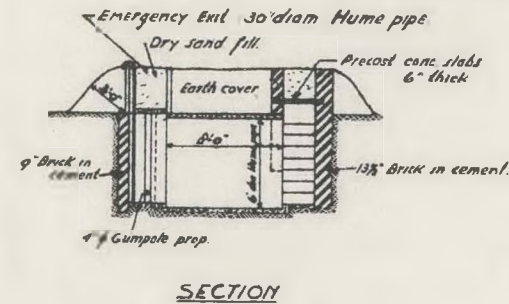 Emergency Exit 30" diam Hume pipe
Dry sand fill.
Precast conc. slabs
6" thick
Earth cover
9" Brick in
cement
13½" Brick in cement.
4" Gumpole prop.
SECTION